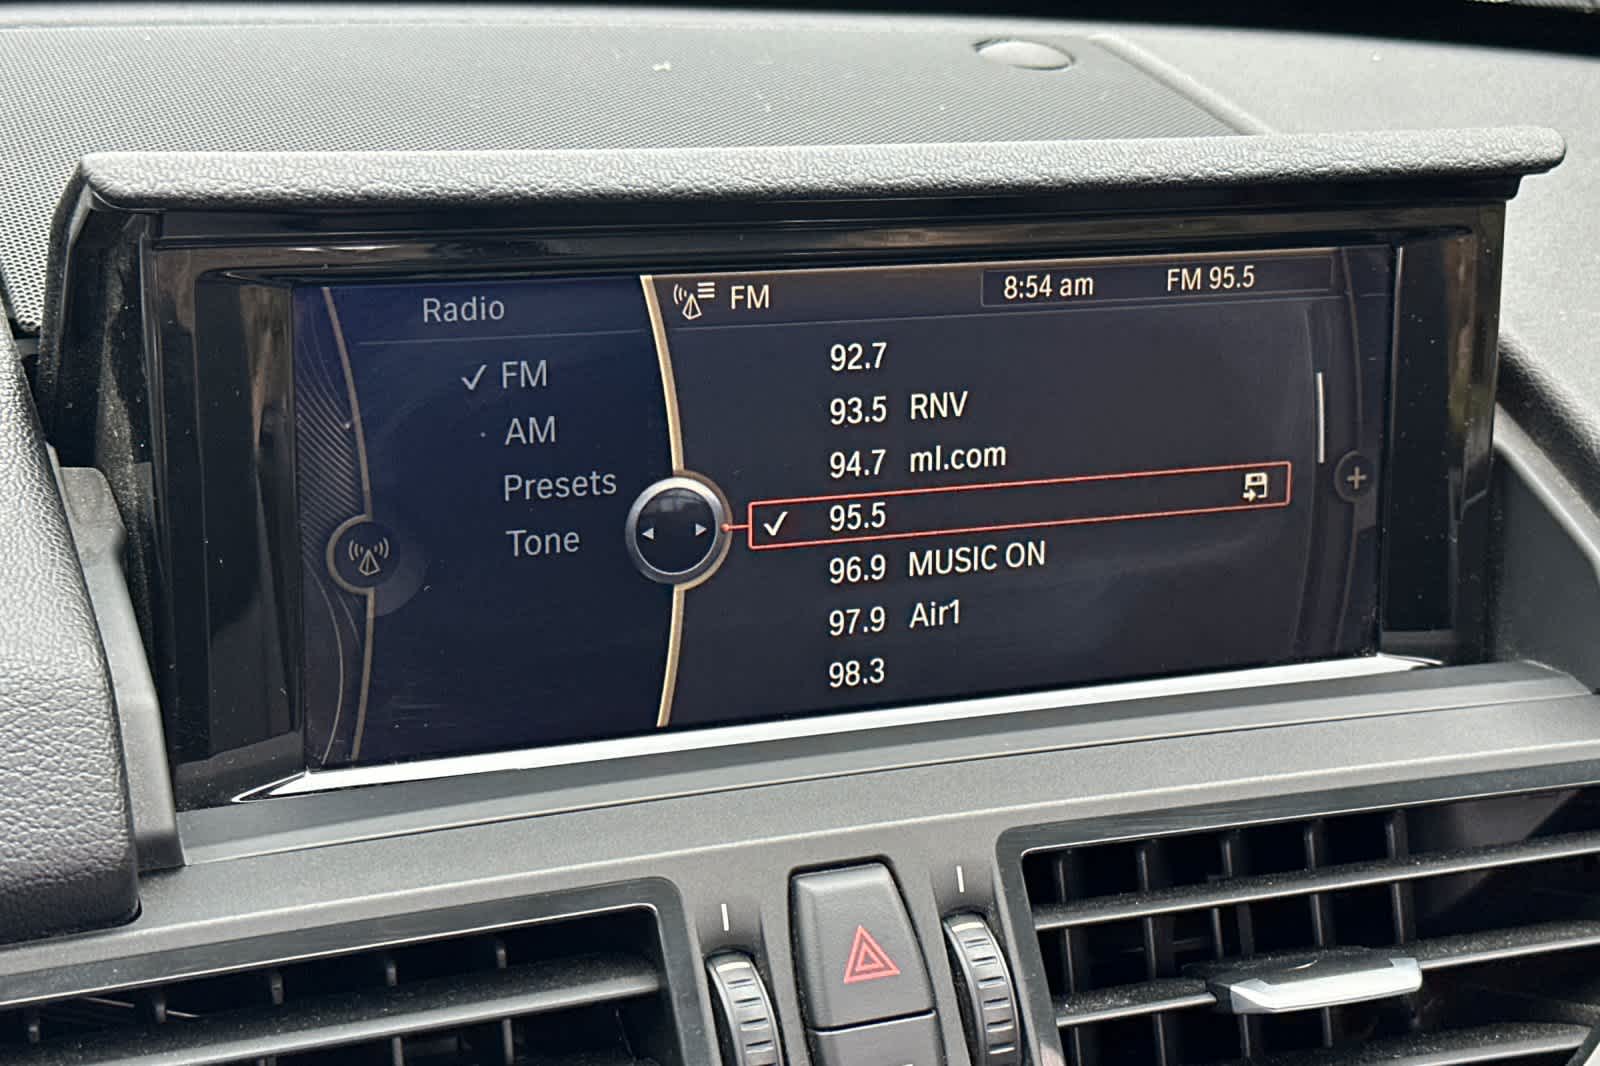 Radio
✓ FM
· AM
Presets
Tone
FM
8:54 am FM 95.5
92.7
93.5 RNV
94.7 ml.com
✓ 95.5
96.9 MUSIC ON
97.9 Air1
98.3